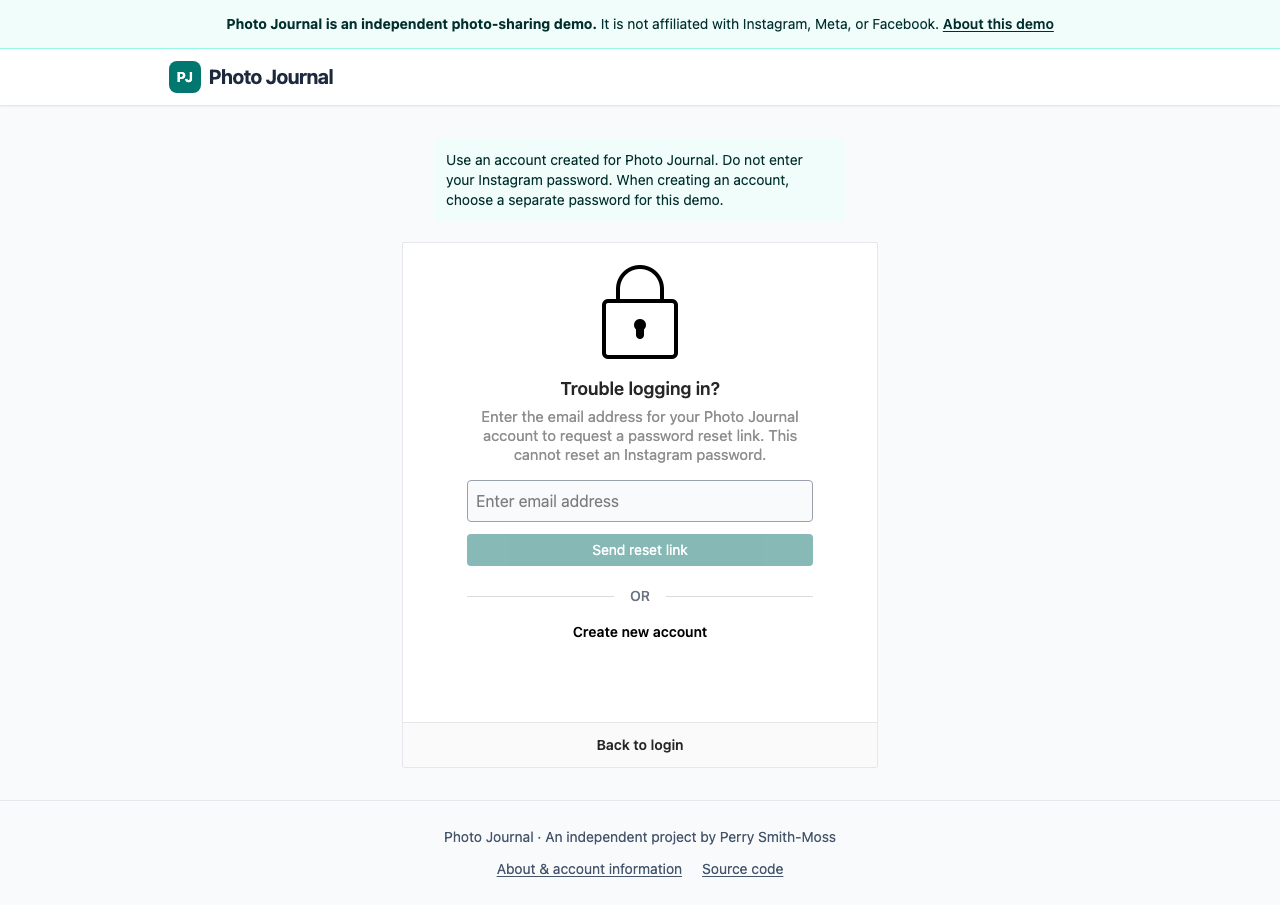 Photo Journal is an independent photo-sharing demo. It is not affiliated with Instagram, Meta, or Facebook. About this demo
PJ Photo Journal
Use an account created for Photo Journal. Do not enter
your Instagram password. When creating an account,
choose a separate password for this demo.
Trouble logging in?
Enter the email address for your Photo Journal
account to request a password reset link. This
cannot reset an Instagram password.
Enter email address
Send reset link
OR
Create new account
Back to login
Photo Journal · An independent project by Perry Smith-Moss
About & account information Source code